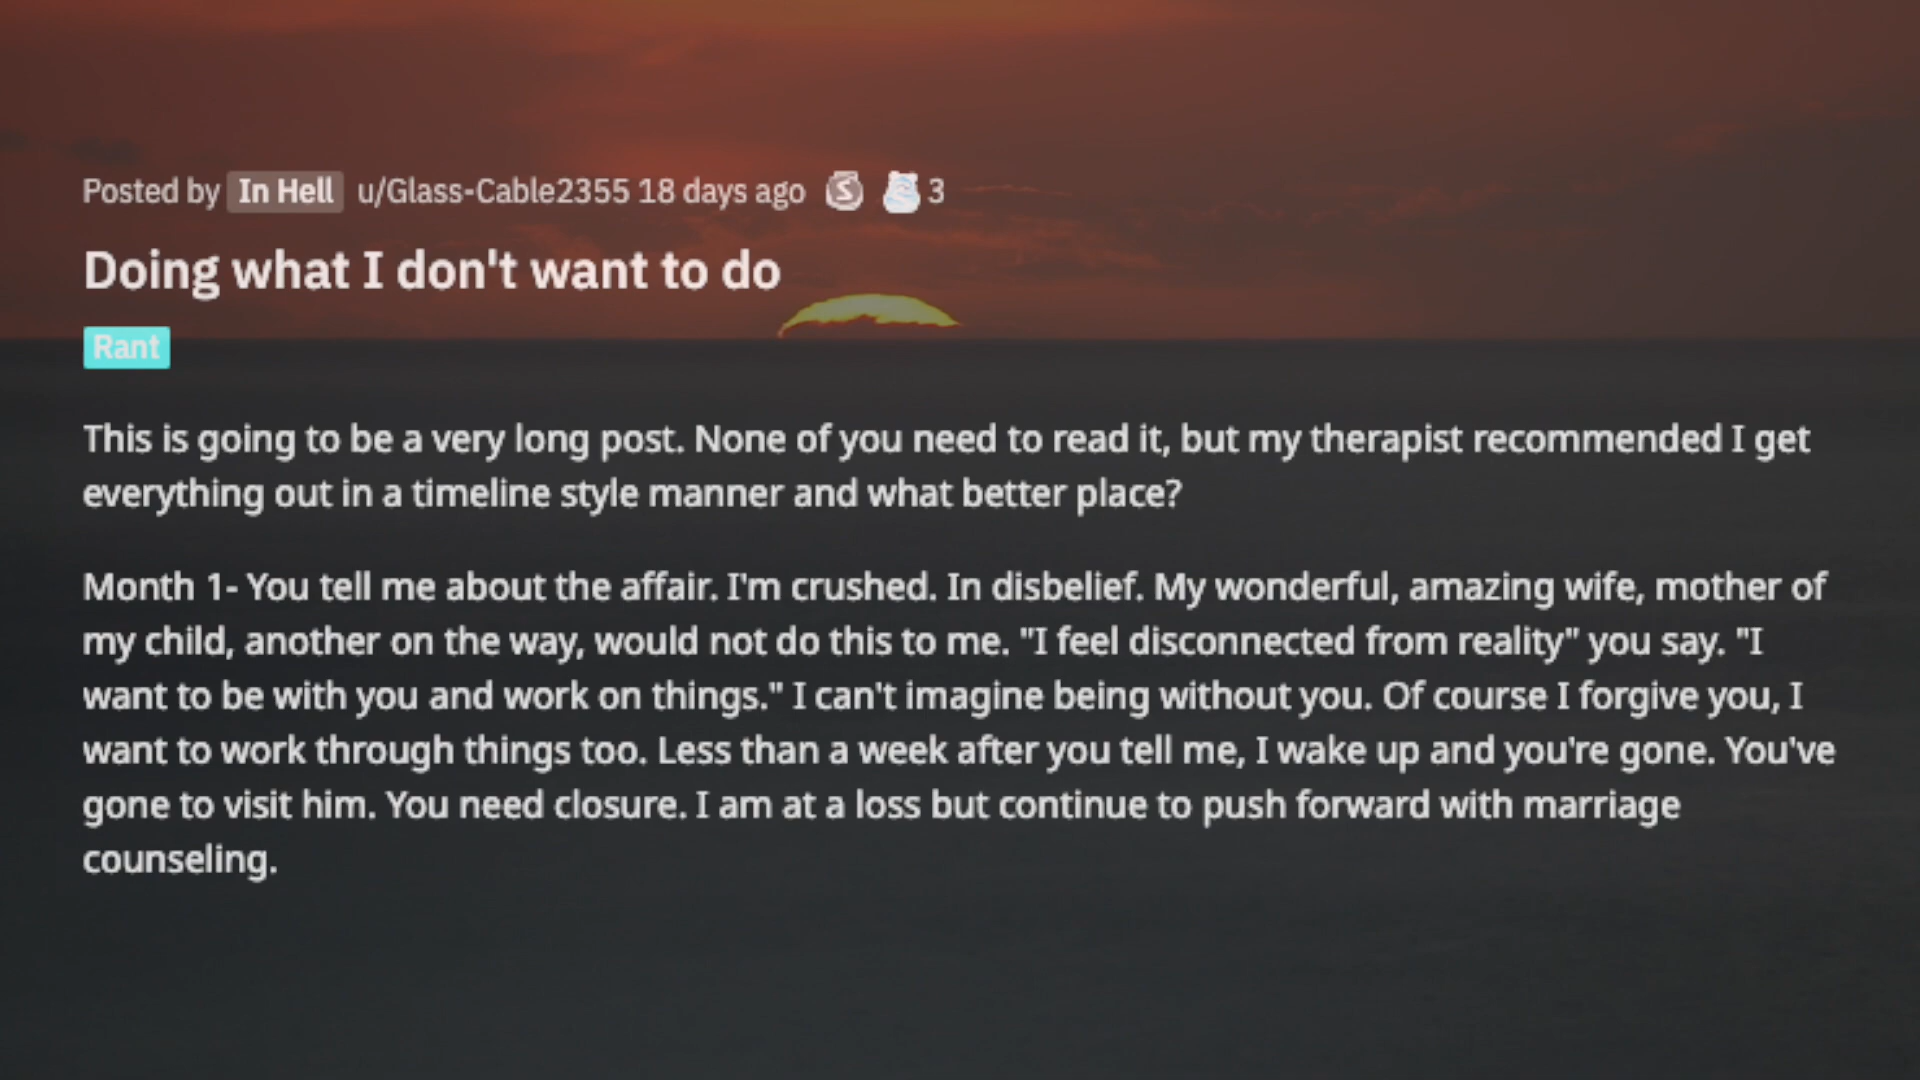 Posted by In Hell u/Glass-Cable2355 18 days ago S 3
Doing what I don't want to do
Rant
This is going to be a very long post. None of you need to read it, but my therapist recommended I get
everything out in a timeline style manner and what better place?
Month 1- You tell me about the affair. I'm crushed. In disbelief. My wonderful, amazing wife, mother of
my child, another on the way, would not do this to me. "I feel disconnected from reality" you say. "I
want to be with you and work on things." I can't imagine being without you. Of course I forgive you, I
want to work through things too. Less than a week after you tell me, I wake up and you're gone. You've
gone to visit him. You need closure. I am at a loss but continue to push forward with marriage
counseling.